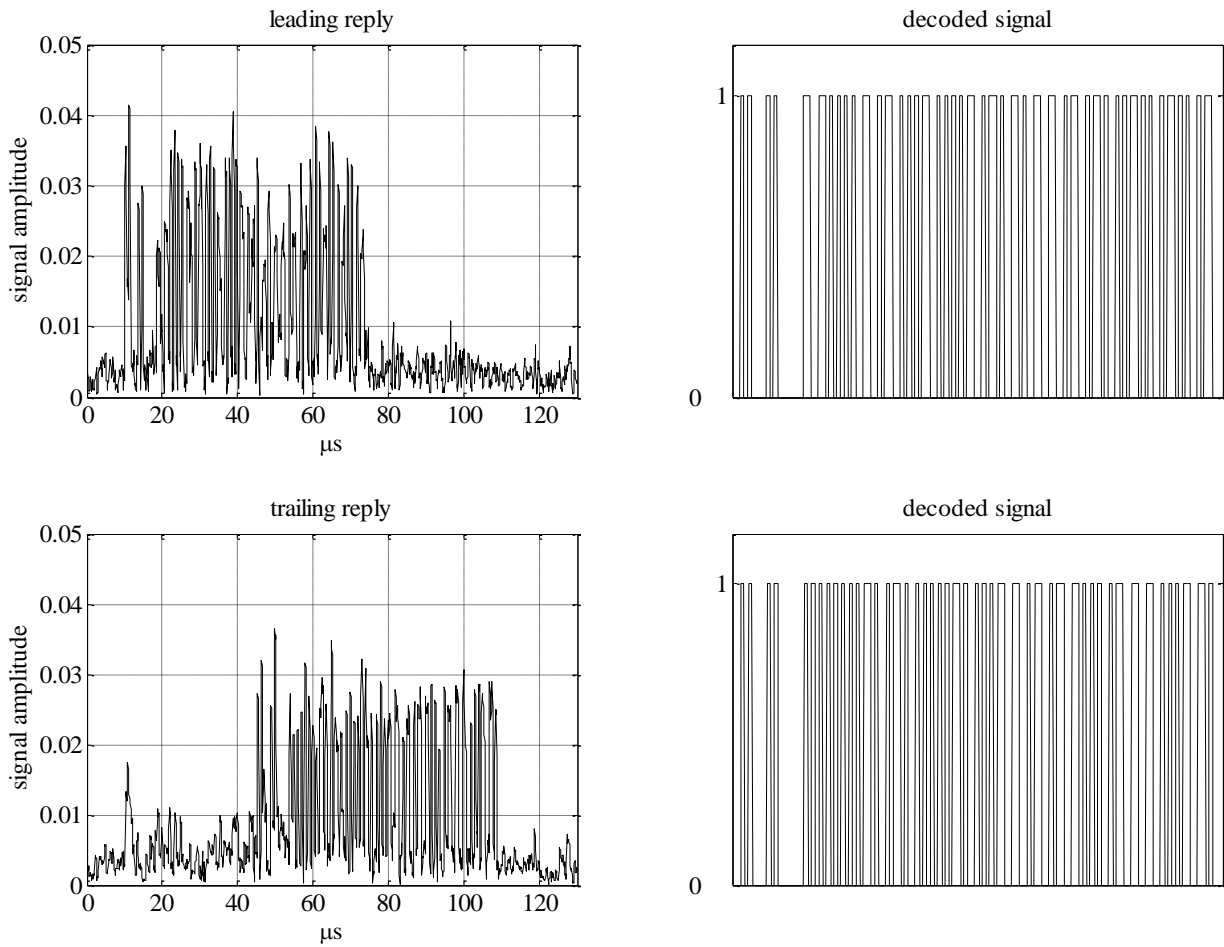 leading reply
0.05
0.04
0.03
0.02
0.01
0
signal amplitude
0 20 40 60 80 100 120
μs
decoded signal
1
0
trailing reply
0.05
0.04
0.03
0.02
0.01
0
signal amplitude
0 20 40 60 80 100 120
μs
decoded signal
1
0